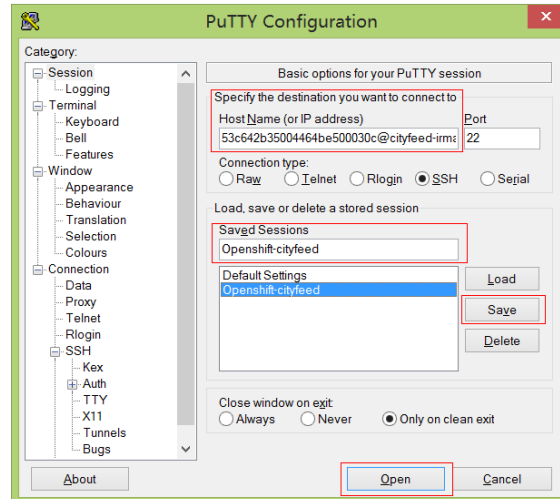 PuTTY Configuration
Category:
Session
Logging
Terminal
Keyboard
Bell
Features
Window
Appearance
Behaviour
Translation
Selection
Colours
Connection
Data
Proxy
Telnet
Rlogin
SSH
Kex
Auth
TTY
X11
Tunnels
Bugs
Basic options for your PuTTY session
Specify the destination you want to connect to
Host Name (or IP address) Port
53c642b35004464be500030c@cityfeed-irma 22
Connection type:
Raw Telnet Rlogin SSH Serial
Load, save or delete a stored session
Saved Sessions
Openshift-cityfeed
Default Settings
Openshift-cityfeed
Load
Save
Delete
Close window on exit:
Always Never Only on clean exit
About Open Cancel